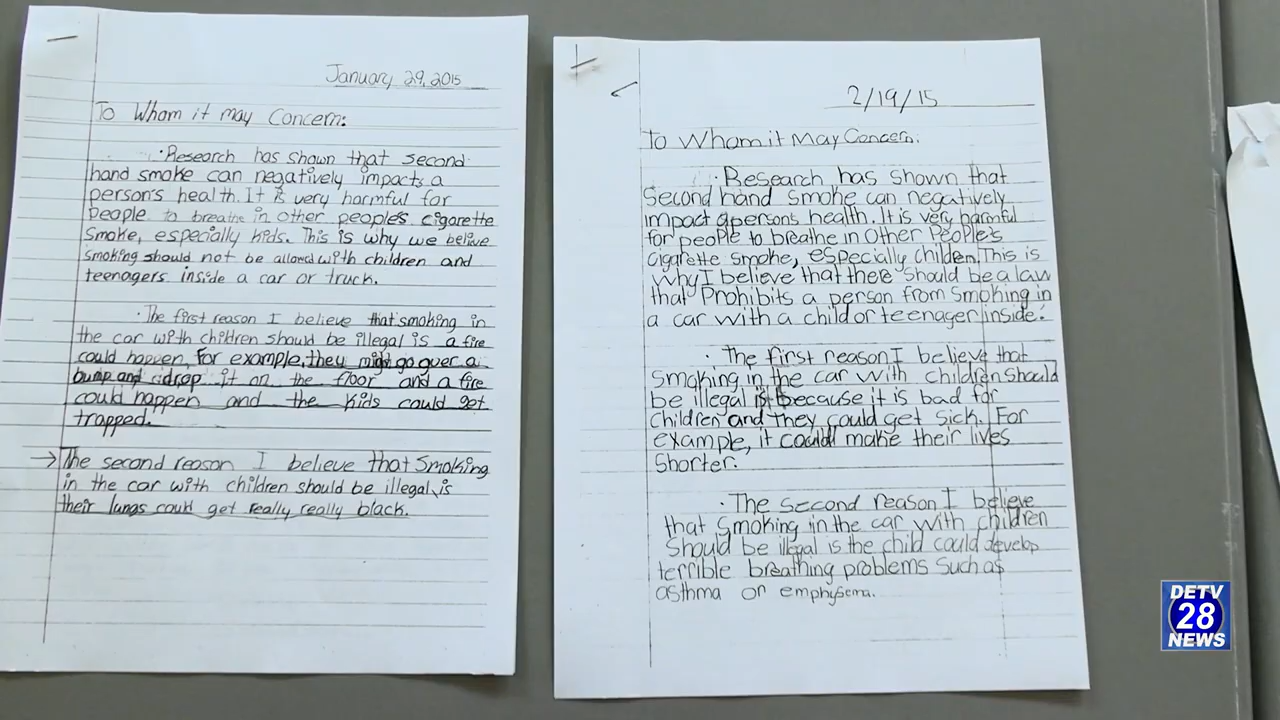 January 29, 2015
To Whom it may Concern:
Research has shown that second
hand smoke can negatively impacts a
person's health. It is very harmful for
people to breathe in other people's cigarette
smoke, especially kids. This is why we belive
smoking should not be allowed with children and
teenagers inside a car or truck.
The first reason I believe that smoking in
the car with children should be illegal is a fire
could happen. For example, they might go over a
bump and drop it on the floor and a fire
could happen and the kids could get
trapped.
→ The second reason I believe that smoking
in the car with children should be illegal, is
their lungs could get really really black.
2/19/15
To Whom it May Concern:
Research has shown that
Second hand smoke can negatively
impact a persons health. It is very harmful
for people to breathe in other People's
cigarette smoke, especially children. This is
why I believe that there should be a law
that Prohibits a person from smoking in
a car with a child or teenager inside.
The first reason I believe that
smoking in the car with children should
be illegal is because it is bad for
children and they could get sick. For
example, it could make their lives
shorter.
The second reason I believe
that smoking in the car with children
should be illegal is the child could develop
terrible breathing problems such as
asthma or emphysema.
DETV
28
NEWS